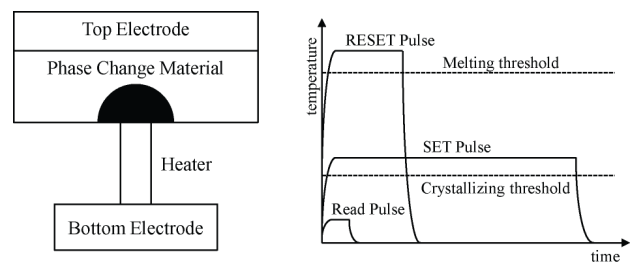 Top Electrode
Phase Change Material
Heater
Bottom Electrode
temperature
RESET Pulse
Melting threshold
SET Pulse
Crystallizing threshold
Read Pulse
time